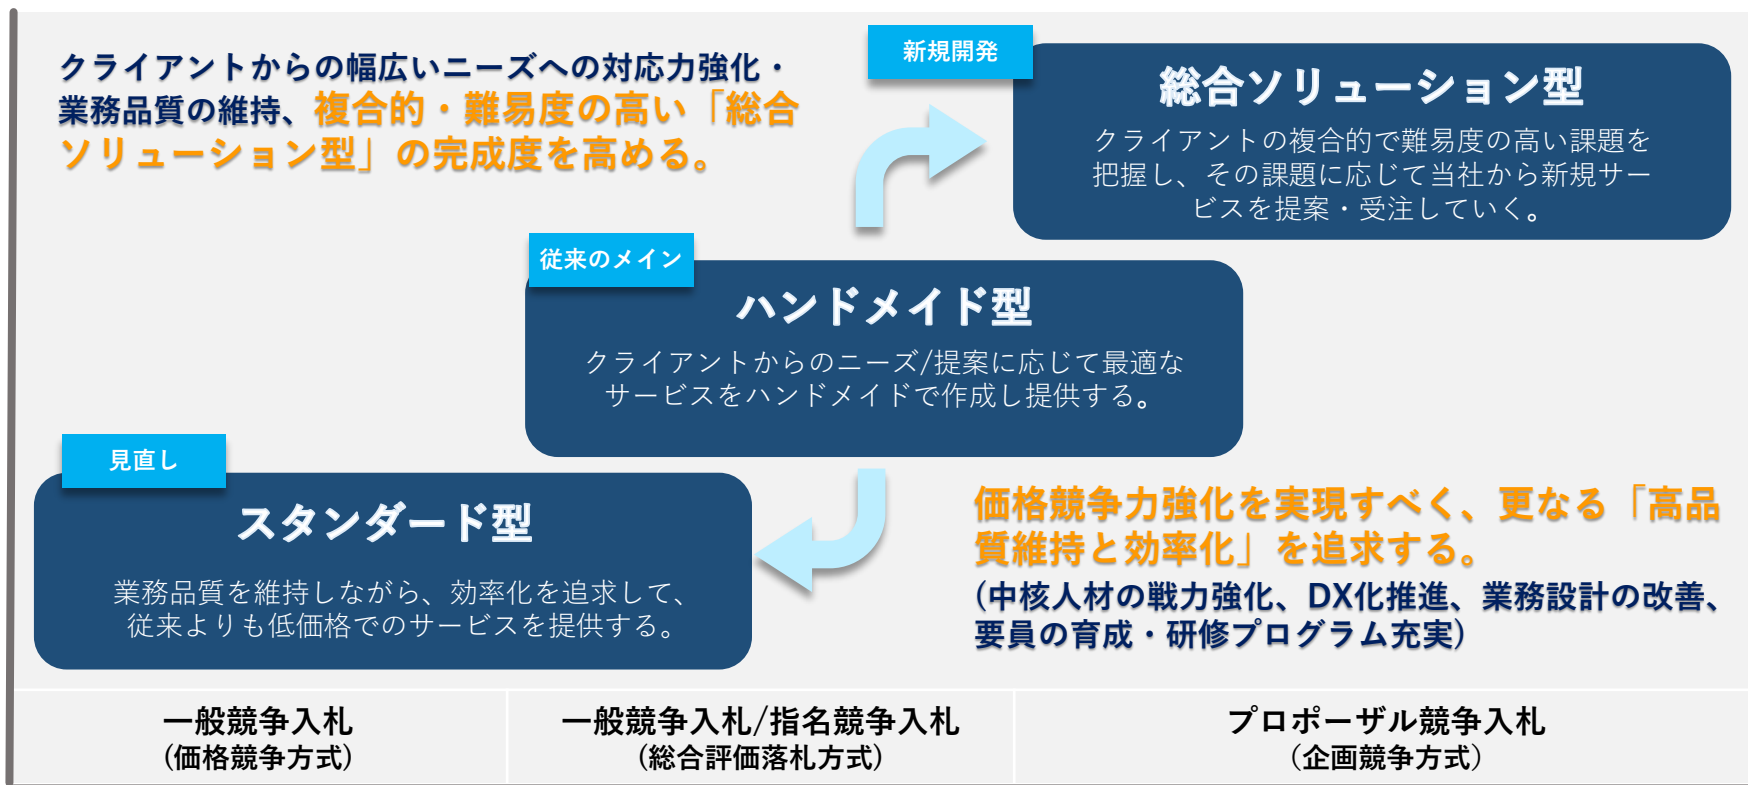 クライアントからの幅広いニーズへの対応力強化・
業務品質の維持、複合的・難易度の高い「総合
ソリューション型」の完成度を高める。
新規開発
総合ソリューション型
クライアントの複合的で難易度の高い課題を
把握し、その課題に応じて当社から新規サー
ビスを提案・受注していく。
従来のメイン
ハンドメイド型
クライアントからのニーズ/提案に応じて最適な
サービスをハンドメイドで作成し提供する。
見直し
スタンダード型
業務品質を維持しながら、効率化を追求して、
従来よりも低価格でのサービスを提供する。
価格競争力強化を実現すべく、更なる「高品
質維持と効率化」を追求する。
(中核人材の戦力強化、DX化推進、業務設計の改善、
要員の育成・研修プログラム充実)
一般競争入札
(価格競争方式)
一般競争入札/指名競争入札
(総合評価落札方式)
プロポーザル競争入札
(企画競争方式)